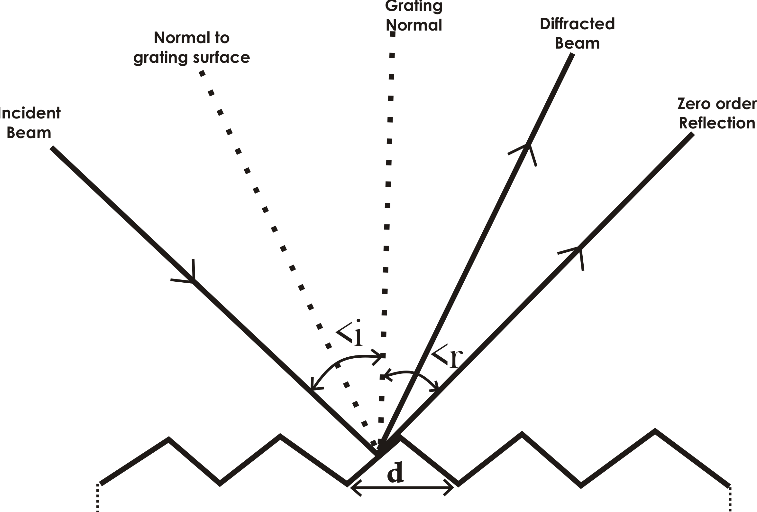 Grating
Normal
Normal to
grating surface
Diffracted
Beam
Incident
Beam
Zero order
Reflection
<i
<r
d